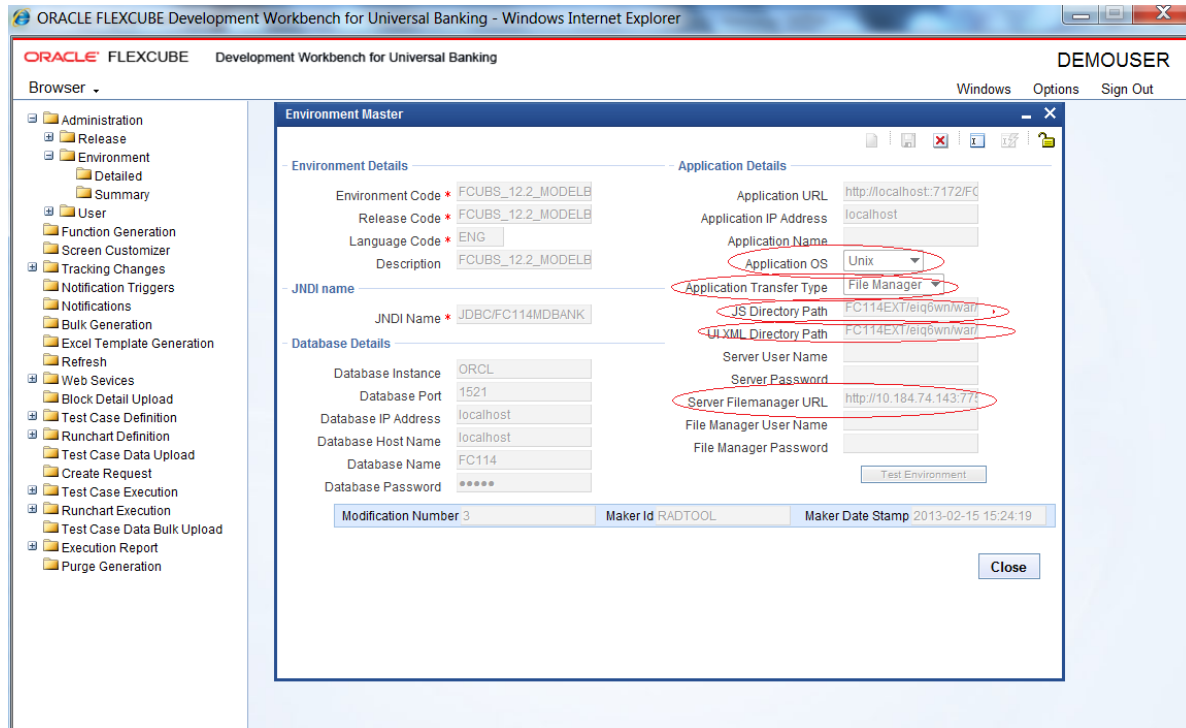 ORACLE FLEXCUBE Development Workbench for Universal Banking - Windows Internet Explorer
ORACLE FLEXCUBE Development Workbench for Universal Banking
DEMOUSER
Browser
Windows Options Sign Out
Administration
Release
Environment
Detailed
Summary
User
Function Generation
Screen Customizer
Tracking Changes
Notification Triggers
Notifications
Bulk Generation
Excel Template Generation
Refresh
Web Sevices
Block Detail Upload
Test Case Definition
Runchart Definition
Test Case Data Upload
Create Request
Test Case Execution
Runchart Execution
Test Case Data Bulk Upload
Execution Report
Purge Generation
Environment Master
Environment Details
Environment Code * FCUBS_12.2_MODELB
Release Code * FCUBS_12.2_MODELB
Language Code * ENG
Description FCUBS_12.2_MODELB
JNDI name
JNDI Name * JDBC/FC114MDBANK
Database Details
Database Instance ORCL
Database Port 1521
Database IP Address localhost
Database Host Name localhost
Database Name FC114
Database Password •••••
Application Details
Application URL http://localhost::7172/FC
Application IP Address localhost
Application Name
Application OS Unix
Application Transfer Type File Manager
JS Directory Path FC114EXT/eiq6wn/war/
UI XML Directory Path FC114EXT/eiq6wn/war/
Server User Name
Server Password
Server Filemanager URL http://10.184.74.143:775
File Manager User Name
File Manager Password
Test Environment
Modification Number 3 Maker Id RADTOOL Maker Date Stamp 2013-02-15 15:24:19
Close